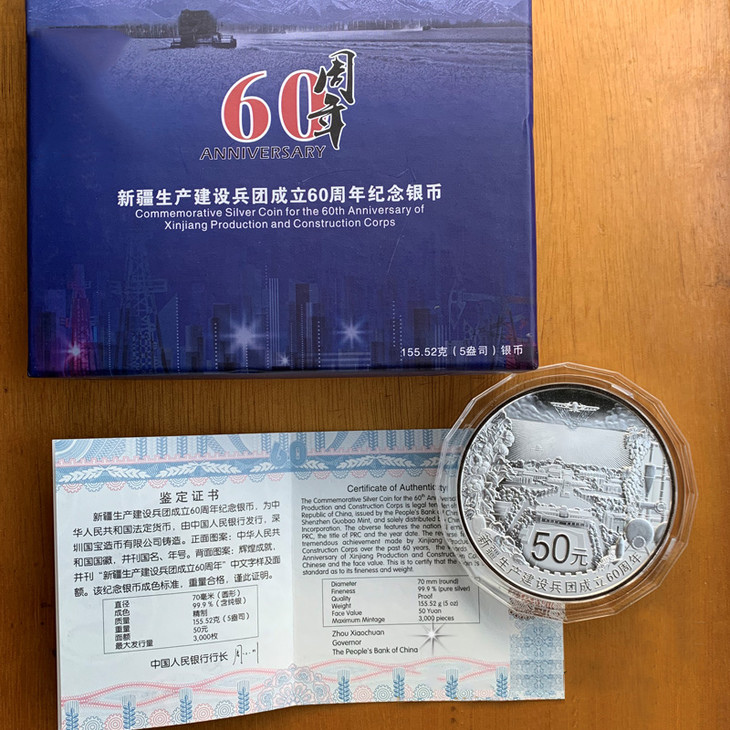 60周年
ANNIVERSARY
新疆生产建设兵团成立60周年纪念银币
Commemorative Silver Coin for the 60th Anniversary of
Xinjiang Production and Construction Corps
155.52克(5盎司)银币
60
鉴定证书
新疆生产建设兵团成立60周年纪念银币,为中
华人民共和国法定货币,由中国人民银行发行,深
圳国宝造币有限公司铸造。正面图案:中华人民共
和国国徽,并刊国名、年号。背面图案:辉煌成就,
并刊“新疆生产建设兵团成立60周年”中文字样及面
额。该纪念银币成色标准,重量合格,谨此证明。
直径 70毫米(圆形)
成色 99.9%(含纯银)
质量 精制
重量 155.52克(5盎司)
面额 50元
最大发行量 3,000枚
中国人民银行行长
Certificate of Authenticity
The Commemorative Silver Coin for the 60th
Production and Construction Corps is legal
Republic of China, issued by the People's Bank of
Shenzhen Guobao Mint, and solely distributed by
Incorporation. The obverse features the nation
PRC, the title of PRC and the year date. The reverse
tremendous achievement made by Xinjiang
Construction Corps over the past 60 years. The
Anniversary of Xinjiang Production and
Chinese and the face value. This is to certify that the
standard as to its fineness and weight.
Diameter 70 mm (round)
Fineness 99.9 % (pure silver)
Quality Proof
Weight 155.52 g (5 oz)
Face Value 50 Yuan
Maximum Mintage 3,000 pieces
Zhou Xiaochuan
Governor
The People's Bank of China
50元
新疆生产建设兵团成立60周年